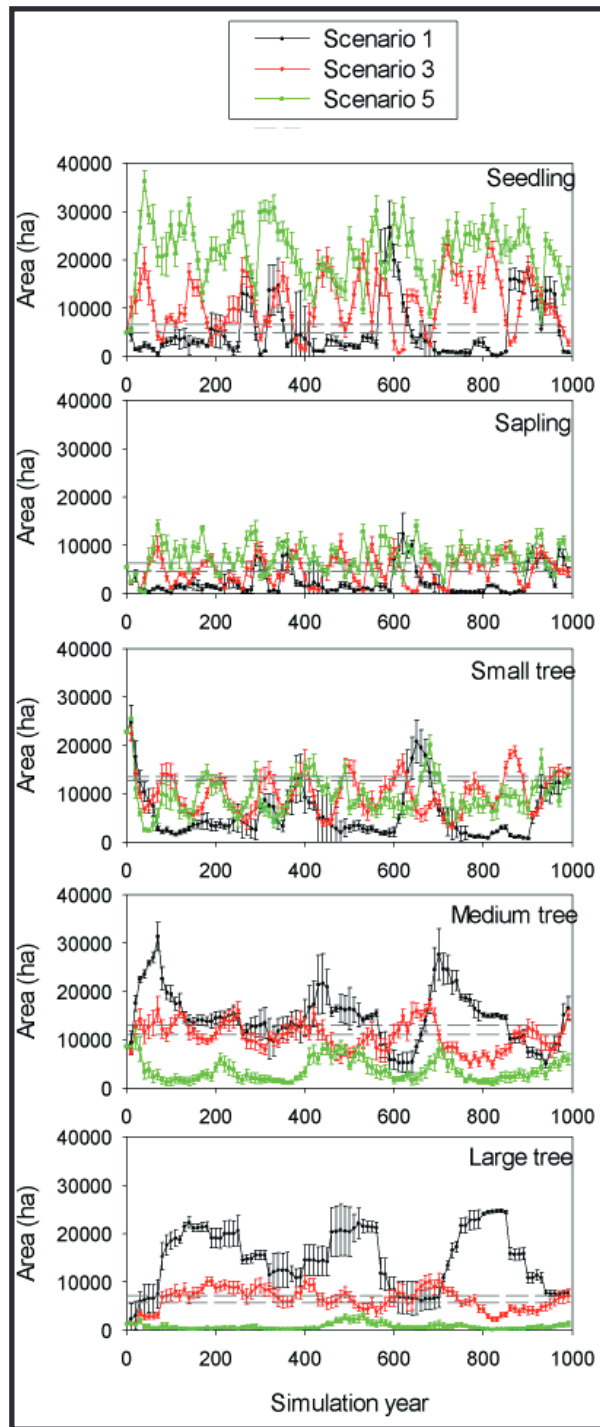 Scenario 1
Scenario 3
Scenario 5
40000
30000
20000
10000
0
Area (ha)
Seedling
0 200 400 600 800 1000
40000
30000
20000
10000
0
Area (ha)
Sapling
0 200 400 600 800 1000
40000
30000
20000
10000
0
Area (ha)
Small tree
0 200 400 600 800 1000
40000
30000
20000
10000
0
Area (ha)
Medium tree
0 200 400 600 800 1000
40000
30000
20000
10000
0
Area (ha)
Large tree
0 200 400 600 800 1000
Simulation year